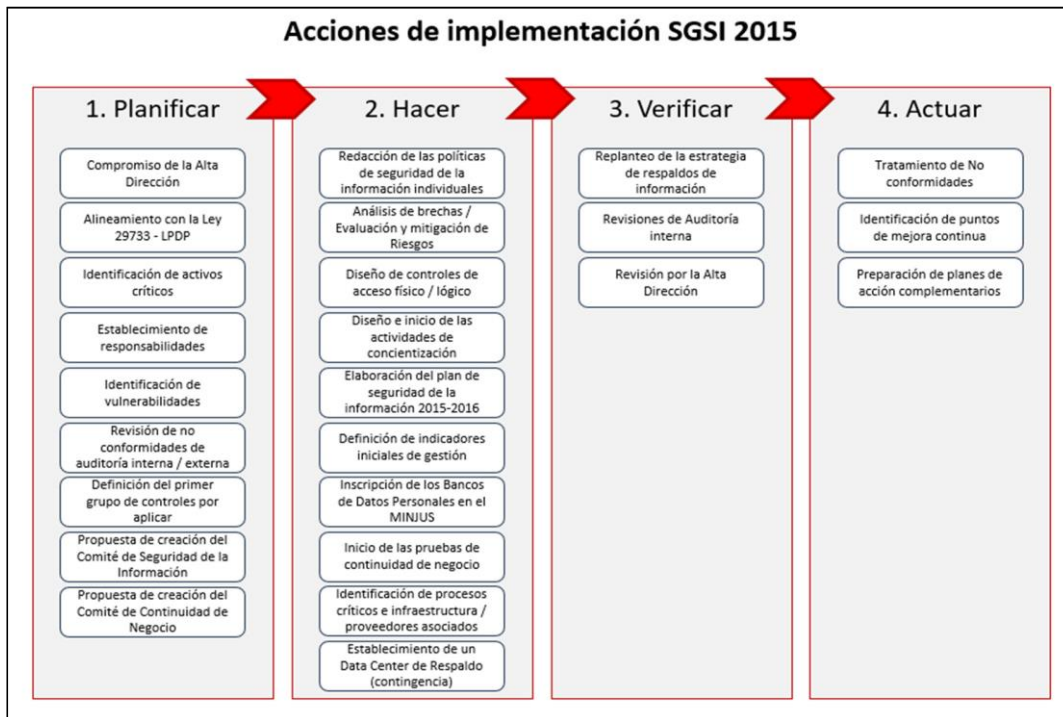 Acciones de implementación SGSI 2015
1. Planificar
Compromiso de la Alta
Dirección
Alineamiento con la Ley
29733 - LPDP
Identificación de activos
críticos
Establecimiento de
responsabilidades
Identificación de
vulnerabilidades
Revisión de no
conformidades de
auditoría interna / externa
Definición del primer
grupo de controles por
aplicar
Propuesta de creación del
Comité de Seguridad de la
Información
Propuesta de creación del
Comité de Continuidad de
Negocio
2. Hacer
Redacción de las políticas
de seguridad de la
información individuales
Análisis de brechas /
Evaluación y mitigación de
Riesgos
Diseño de controles de
acceso físico / lógico
Diseño e inicio de las
actividades de
concientización
Elaboración del plan de
seguridad de la
información 2015-2016
Definición de indicadores
iniciales de gestión
Inscripción de los Bancos
de Datos Personales en el
MINJUS
Inicio de las pruebas de
continuidad de negocio
Identificación de procesos
críticos e infraestructura /
proveedores asociados
Establecimiento de un
Data Center de Respaldo
(contingencia)
3. Verificar
Replanteo de la estrategia
de respaldos de
información
Revisiones de Auditoría
interna
Revisión por la Alta
Dirección
4. Actuar
Tratamiento de No
conformidades
Identificación de puntos
de mejora continua
Preparación de planes de
acción complementarios